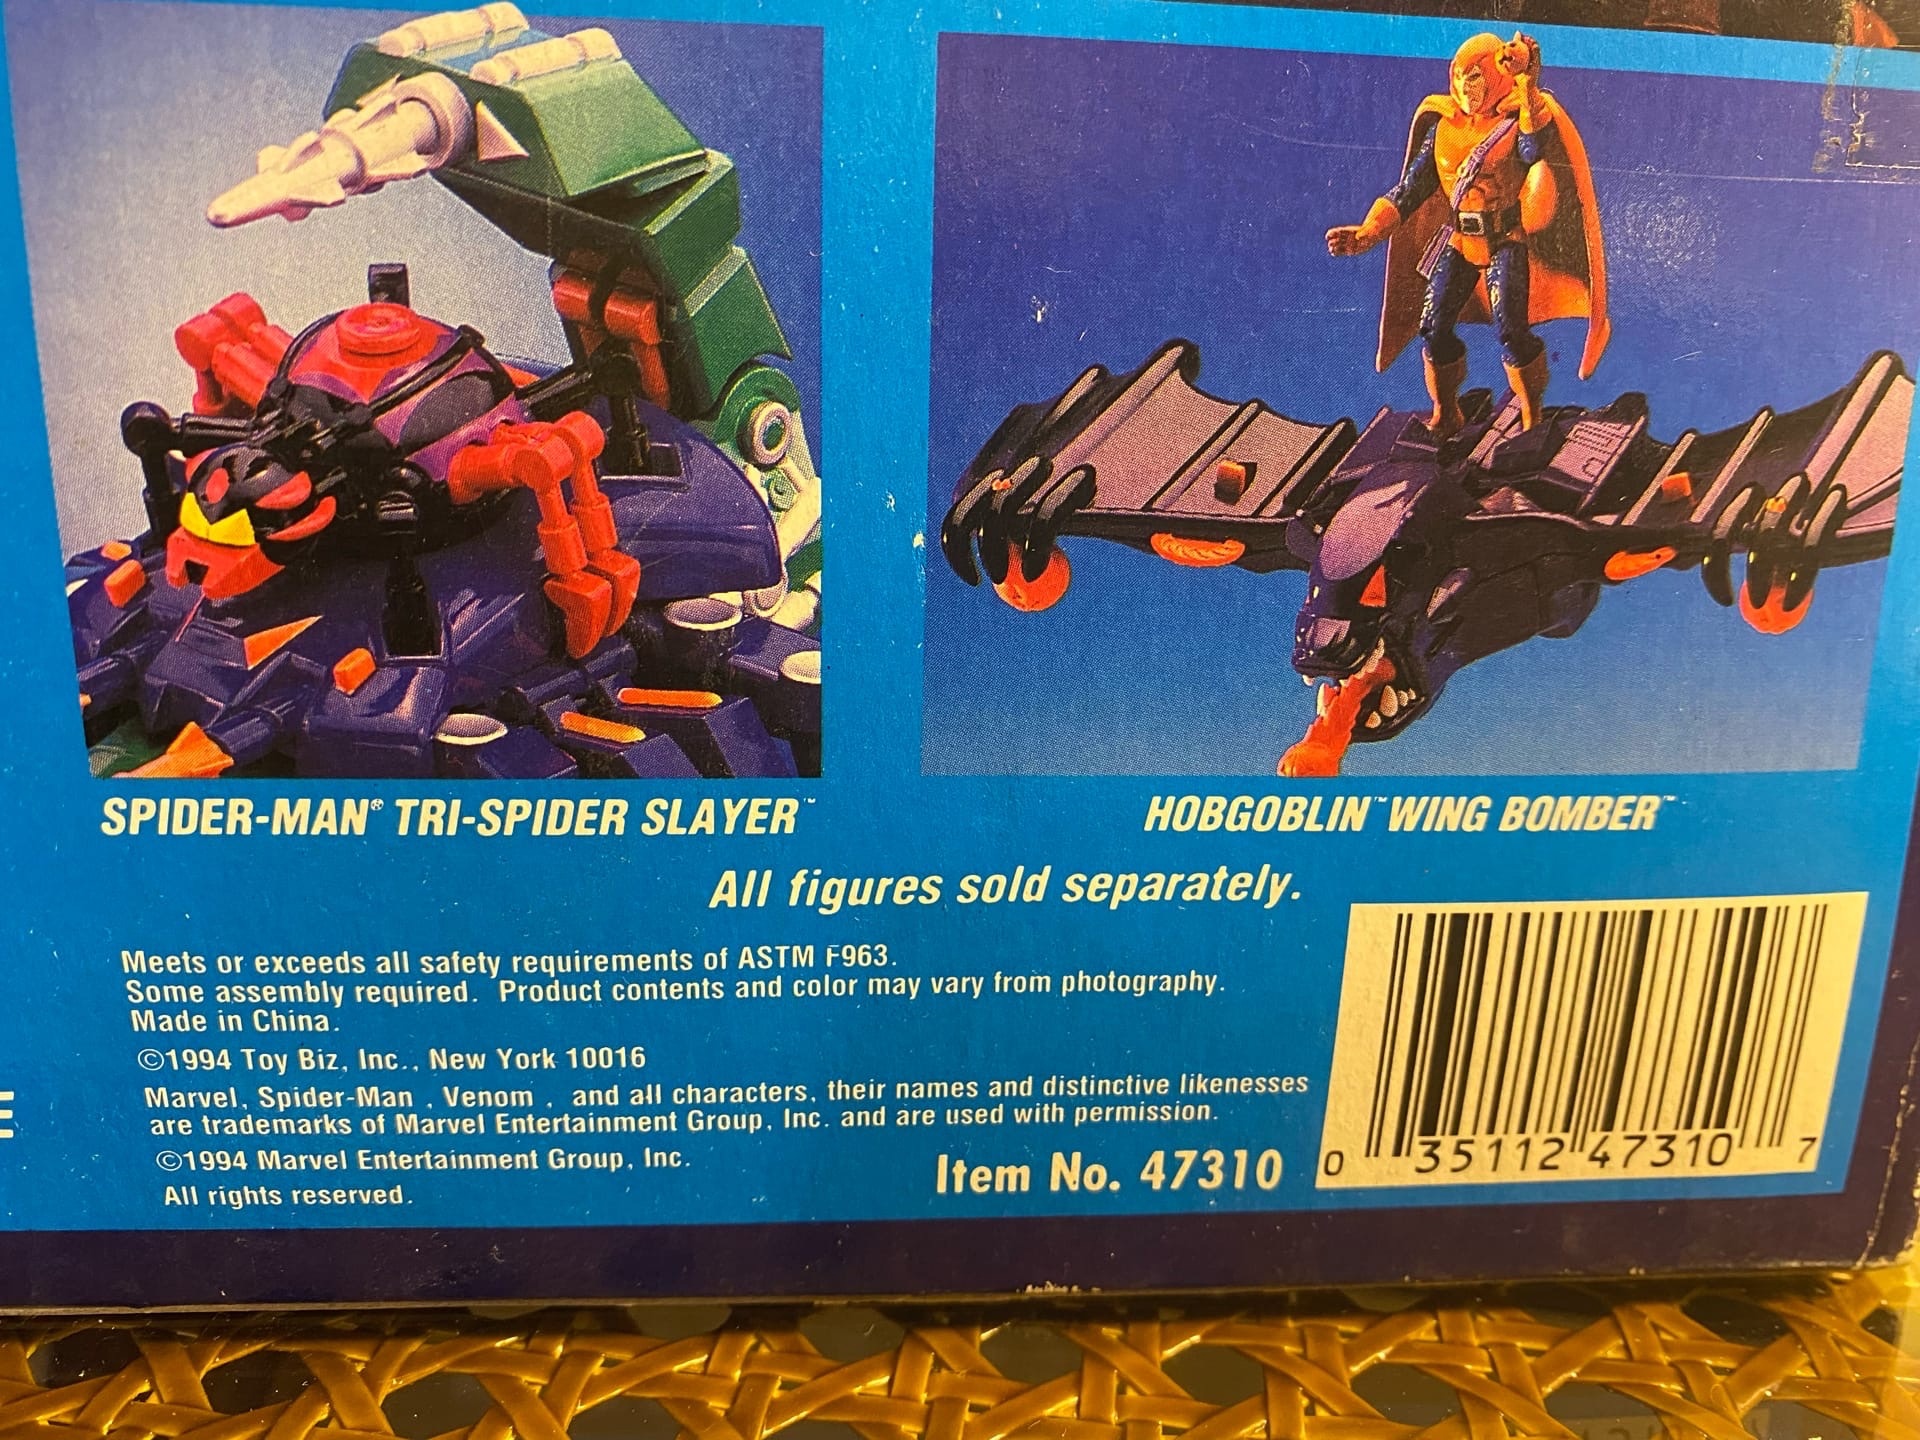 SPIDER-MAN® TRI-SPIDER SLAYER™
HOBGOBLIN™ WING BOMBER™
All figures sold separately.
Meets or exceeds all safety requirements of ASTM F963.
Some assembly required. Product contents and color may vary from photography.
Made in China.
©1994 Toy Biz, Inc., New York 10016
Marvel, Spider-Man , Venom , and all characters, their names and distinctive likenesses
are trademarks of Marvel Entertainment Group, Inc. and are used with permission.
©1994 Marvel Entertainment Group, Inc.
All rights reserved.
Item No. 47310
0 35112 47310 7
E